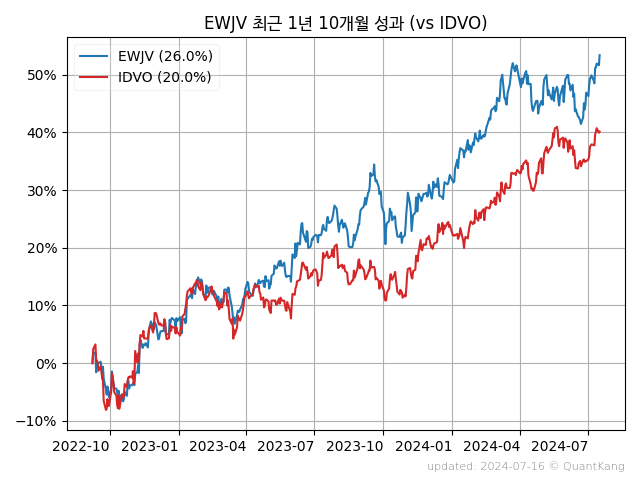 EWJV 최근 1년 10개월 성과 (vs IDVO)
EWJV (26.0%)
IDVO (20.0%)
50%
40%
30%
20%
10%
0%
−10%
2022-10 2023-01 2023-04 2023-07 2023-10 2024-01 2024-04 2024-07
updated: 2024-07-16 © QuantKang